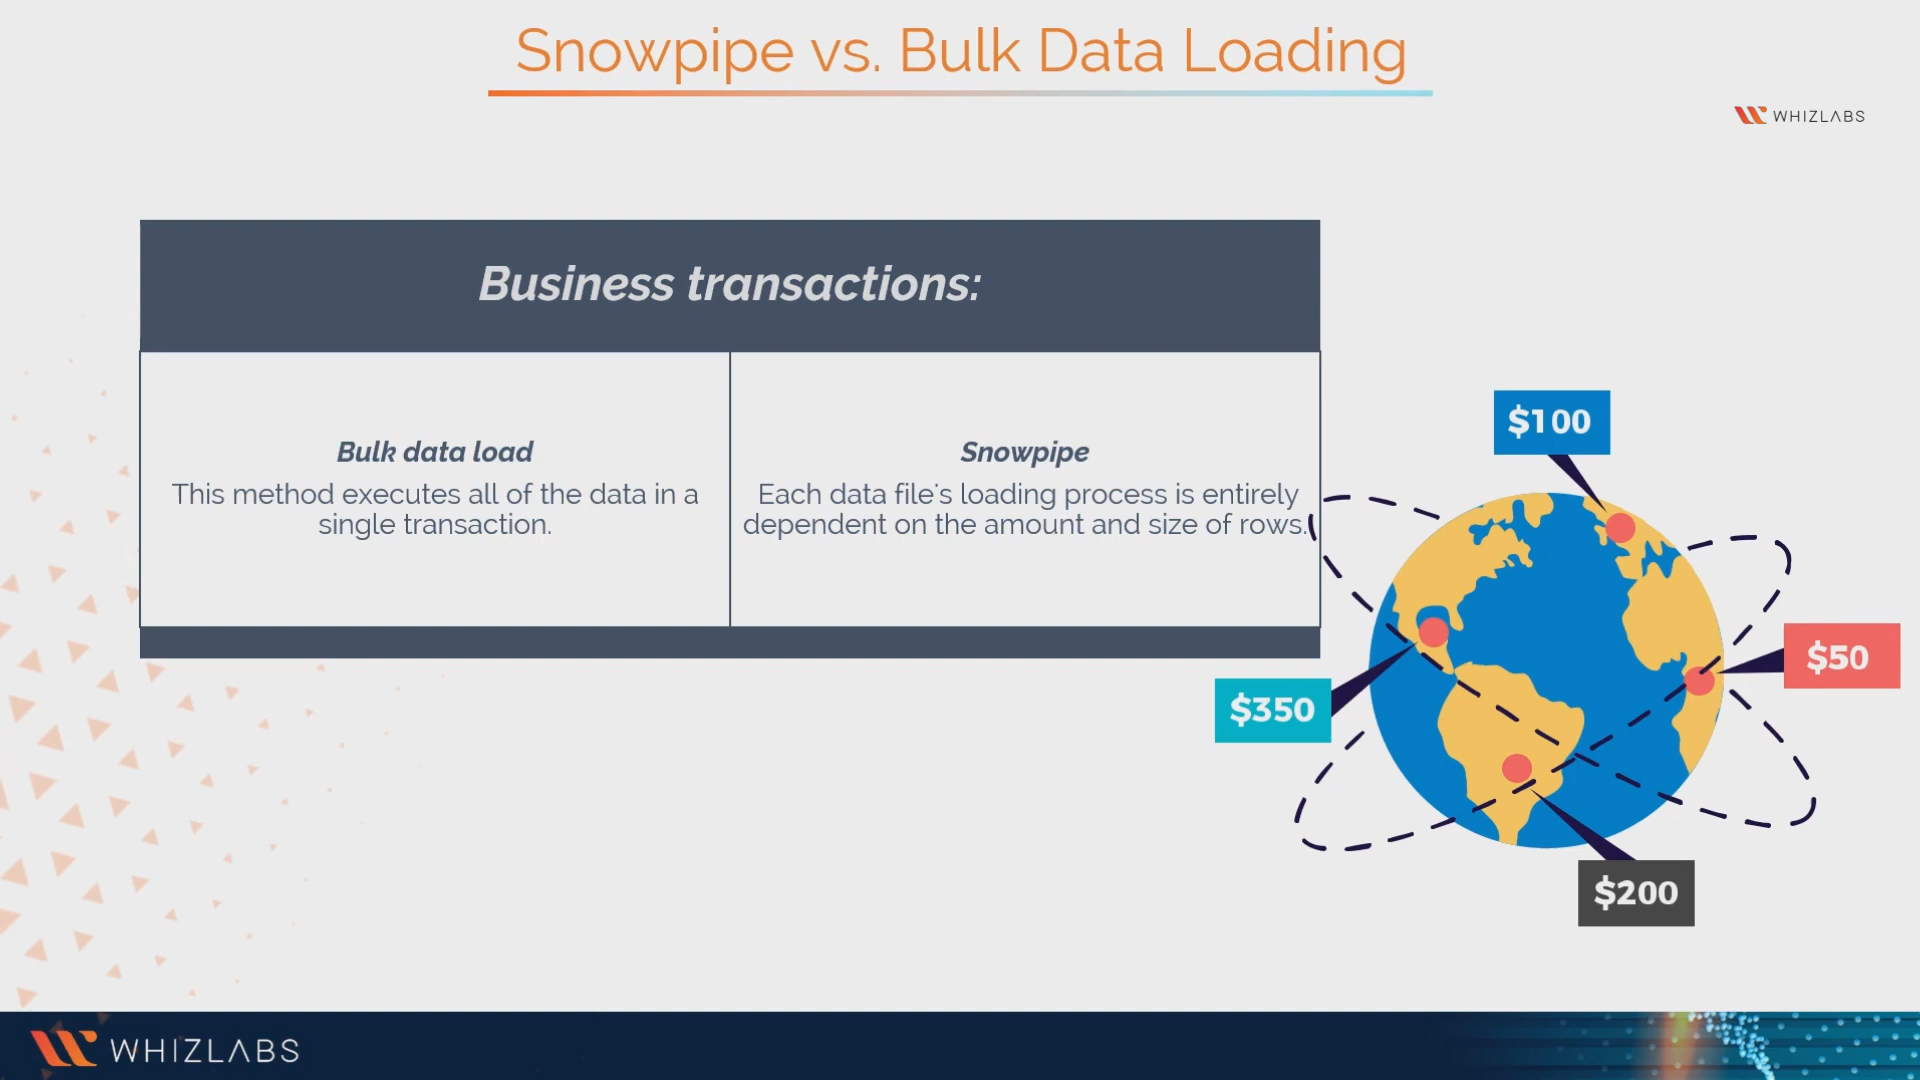 Snowpipe vs. Bulk Data Loading
WHIZLABS
Business transactions:
Bulk data load
This method executes all of the data in a
single transaction.
Snowpipe
Each data file's loading process is entirely
dependent on the amount and size of rows.
$100
$50
$350
$200
WHIZLABS